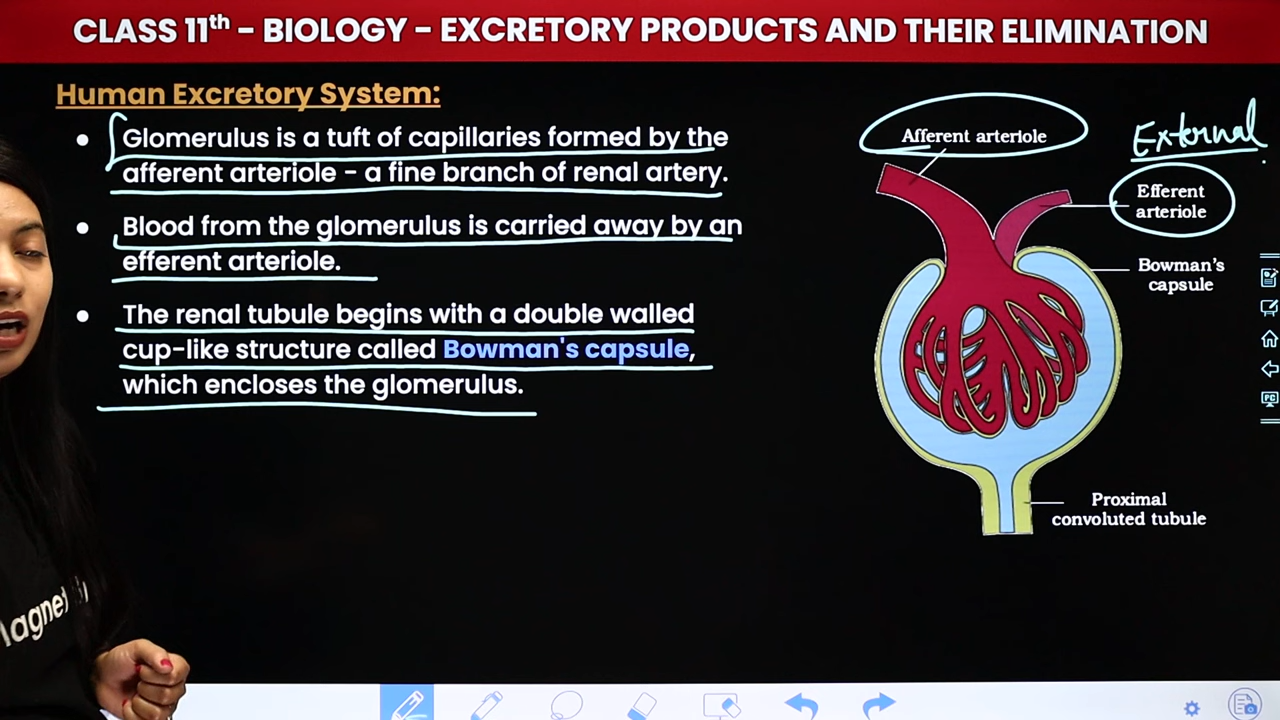 CLASS 11th - BIOLOGY - EXCRETORY PRODUCTS AND THEIR ELIMINATION
Human Excretory System:
• Glomerulus is a tuft of capillaries formed by the
afferent arteriole - a fine branch of renal artery.
• Blood from the glomerulus is carried away by an
efferent arteriole.
• The renal tubule begins with a double walled
cup-like structure called Bowman's capsule,
which encloses the glomerulus.
Afferent arteriole
External
Efferent
arteriole
Bowman's
capsule
Proximal
convoluted tubule
PC